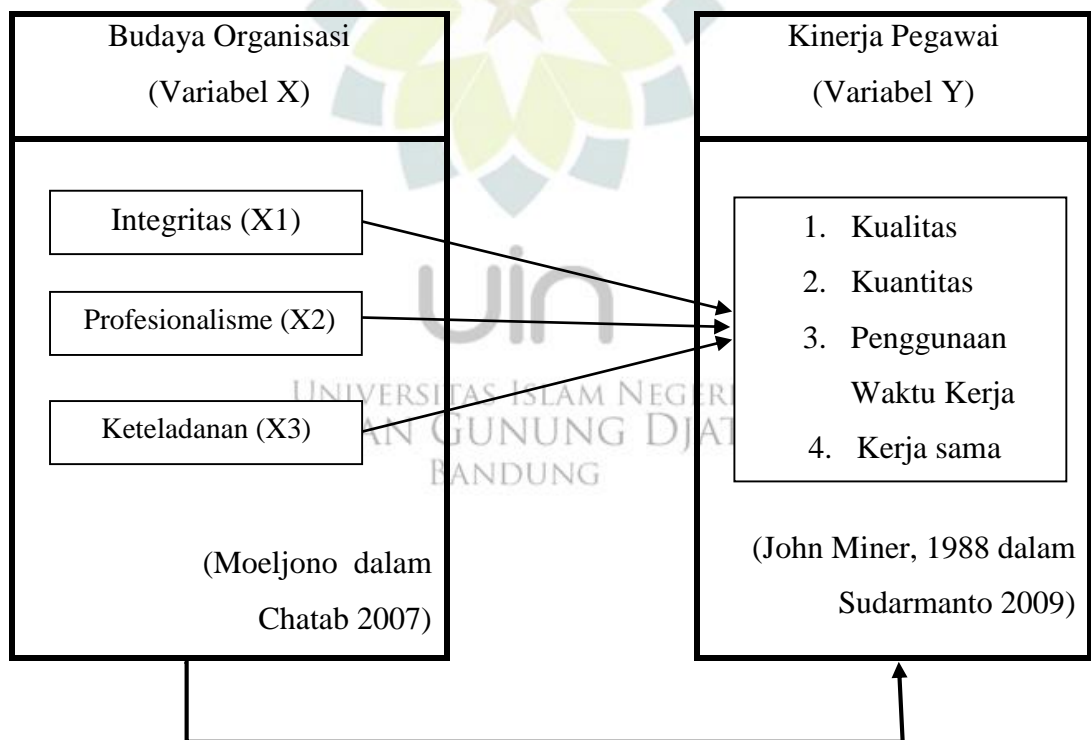 Budaya Organisasi
(Variabel X)
Integritas (X1)
Profesionalisme (X2)
Keteladanan (X3)
(Moeljono dalam
Chatab 2007)
Kinerja Pegawai
(Variabel Y)
1. Kualitas
2. Kuantitas
3. Penggunaan
Waktu Kerja
4. Kerja sama
(John Miner, 1988 dalam
Sudarmanto 2009)
uin
UNIVERSITAS ISLAM NEGERI
GUNUNG
BANDUNG